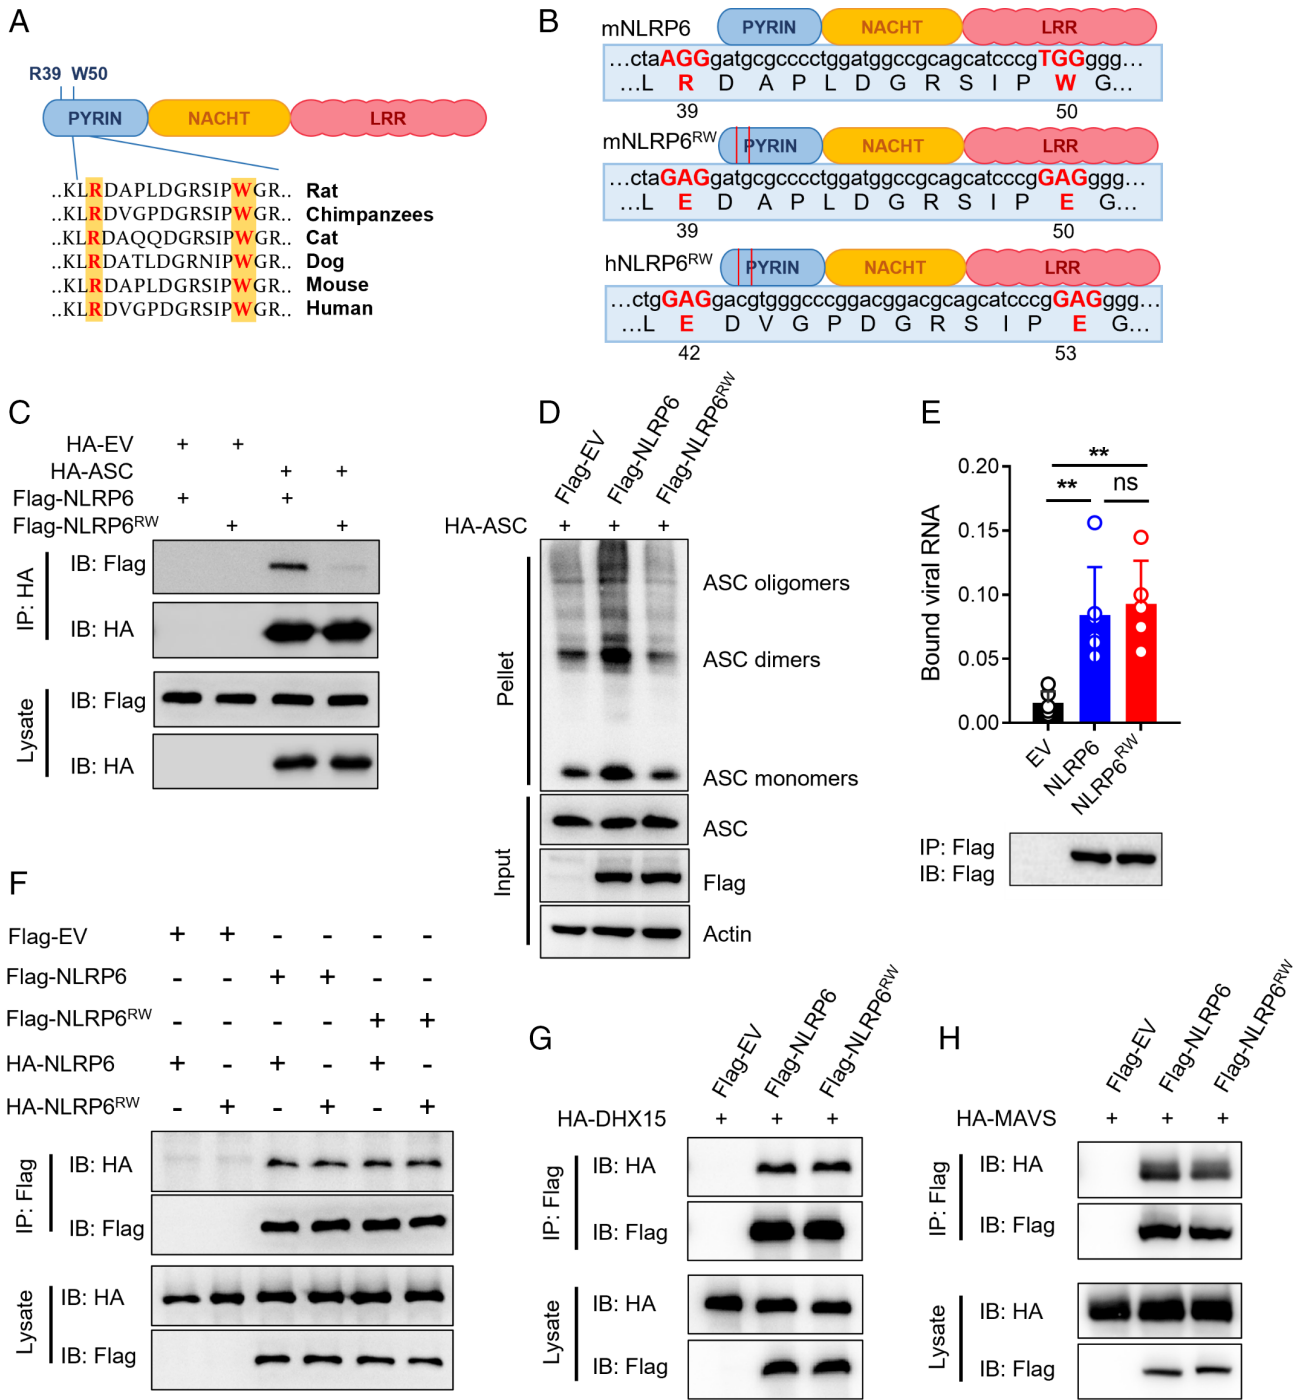 A
R39 W50
PYRIN NACHT LRR
..KLRDAPLDGRSIPWGR.. Rat
..KLRDVGPDGRSIPWGR.. Chimpanzees
..KLRDAQQDGRSIPWGR.. Cat
..KLRDATLDGRNIPWGR.. Dog
..KLRDAPLDGRSIPWGR.. Mouse
..KLRDVGPDGRSIPWGR.. Human
B
mNLRP6 PYRIN NACHT LRR
...ctaAGGgatgcgcccctggatggccgcagcatcccgTGGggg...
...L R D A P L D G R S I P W G...
39 50
mNLRP6RW PYRIN NACHT LRR
...ctaGAGgatgcgcccctggatggccgcagcatcccgGAGggg...
...L E D A P L D G R S I P E G...
39 50
hNLRP6RW PYRIN NACHT LRR
...ctgGAGgacgtgggcccggacggacgcagcatcccgGAGggg...
...L E D V G P D G R S I P E G...
42 53
C
HA-EV + +
HA-ASC + +
Flag-NLRP6 + +
Flag-NLRP6RW + +
IP: HA
IB: Flag
IB: HA
Lysate
IB: Flag
IB: HA
D
Flag-EV Flag-NLRP6 Flag-NLRP6RW
HA-ASC + + +
Pellet
ASC oligomers
ASC dimers
ASC monomers
Input
ASC
Flag
Actin
E
Bound viral RNA
0.20
0.15
0.10
0.05
0.00
**
** ns
EV NLRP6 NLRP6RW
IP: Flag
IB: Flag
F
Flag-EV + + - - - -
Flag-NLRP6 - - + + - -
Flag-NLRP6RW - - - - + +
HA-NLRP6 + - + - + -
HA-NLRP6RW - + - + - +
IP: Flag
IB: HA
IB: Flag
Lysate
IB: HA
IB: Flag
G
Flag-EV Flag-NLRP6 Flag-NLRP6RW
HA-DHX15 + + +
IP: Flag
IB: HA
IB: Flag
Lysate
IB: HA
IB: Flag
H
Flag-EV Flag-NLRP6 Flag-NLRP6RW
HA-MAVS + + +
IP: Flag
IB: HA
IB: Flag
Lysate
IB: HA
IB: Flag